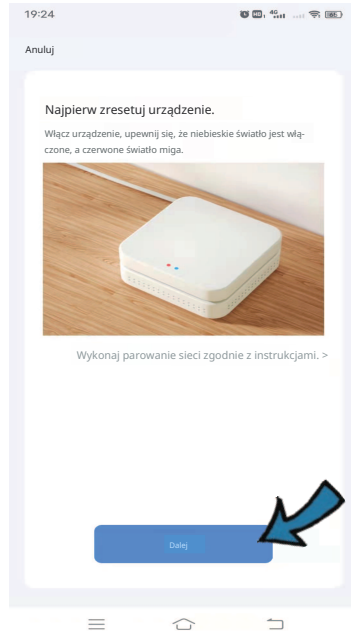 19:24
Anuluj
Najpierw zresetuj urządzenie.
Włącz urządzenie, upewnij się, że niebieskie światło jest włą-
czone, a czerwone światło miga.
Wykonaj parowanie sieci zgodnie z instrukcjami. >
Dalej